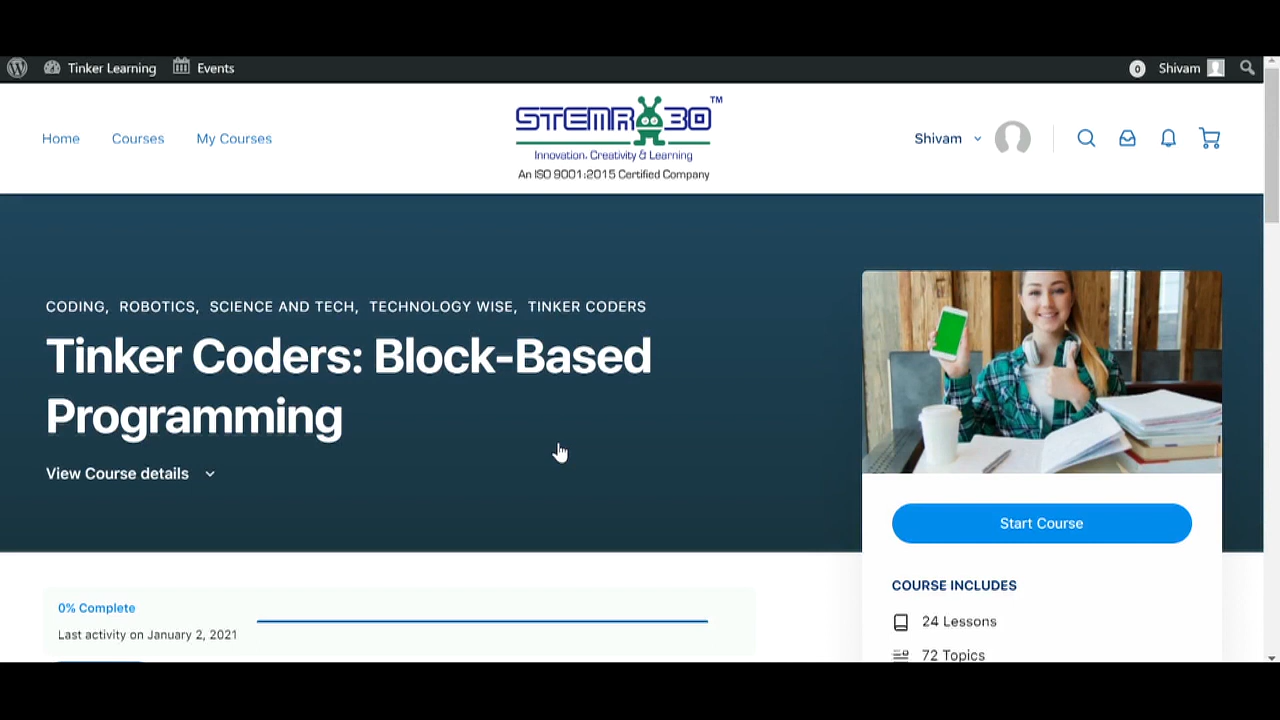 Tinker Learning Events 0 Shivam
Home Courses My Courses
STEMROBO TM
Innovation, Creativity & Learning
An ISO 9001:2015 Certified Company
Shivam
CODING, ROBOTICS, SCIENCE AND TECH, TECHNOLOGY WISE, TINKER CODERS
Tinker Coders: Block-Based
Programming
View Course details
Start Course
COURSE INCLUDES
24 Lessons
72 Topics
0% Complete
Last activity on January 2, 2021